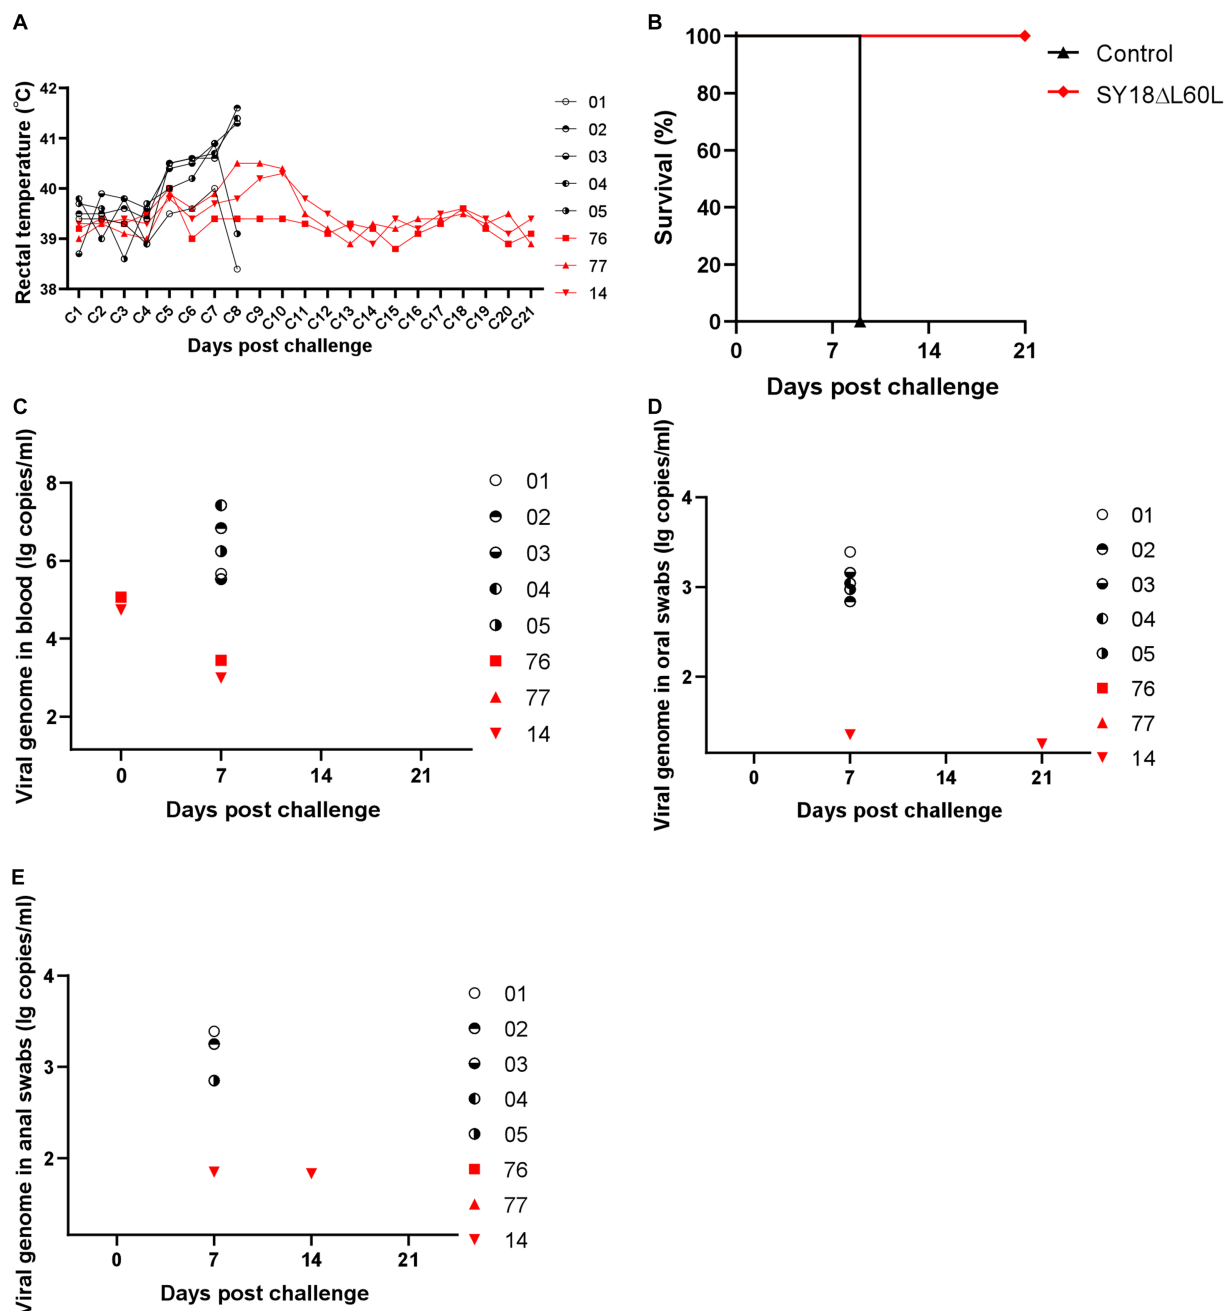 A
Rectal temperature (°C)
42
41
40
39
38
C1 C2 C3 C4 C5 C6 C7 C8 C9 C10 C11 C12 C13 C14 C15 C16 C17 C18 C19 C20 C21
Days post challenge
01
02
03
04
05
76
77
14
B
Survival (%)
100
80
60
40
20
0
0 7 14 21
Days post challenge
Control
SY18ΔL60L
C
Viral genome in blood (lg copies/ml)
8
6
4
2
0 7 14 21
Days post challenge
01
02
03
04
05
76
77
14
D
Viral genome in oral swabs (lg copies/ml)
4
3
2
0 7 14 21
Days post challenge
01
02
03
04
05
76
77
14
E
Viral genome in anal swabs (lg copies/ml)
4
3
2
0 7 14 21
Days post challenge
01
02
03
04
05
76
77
14